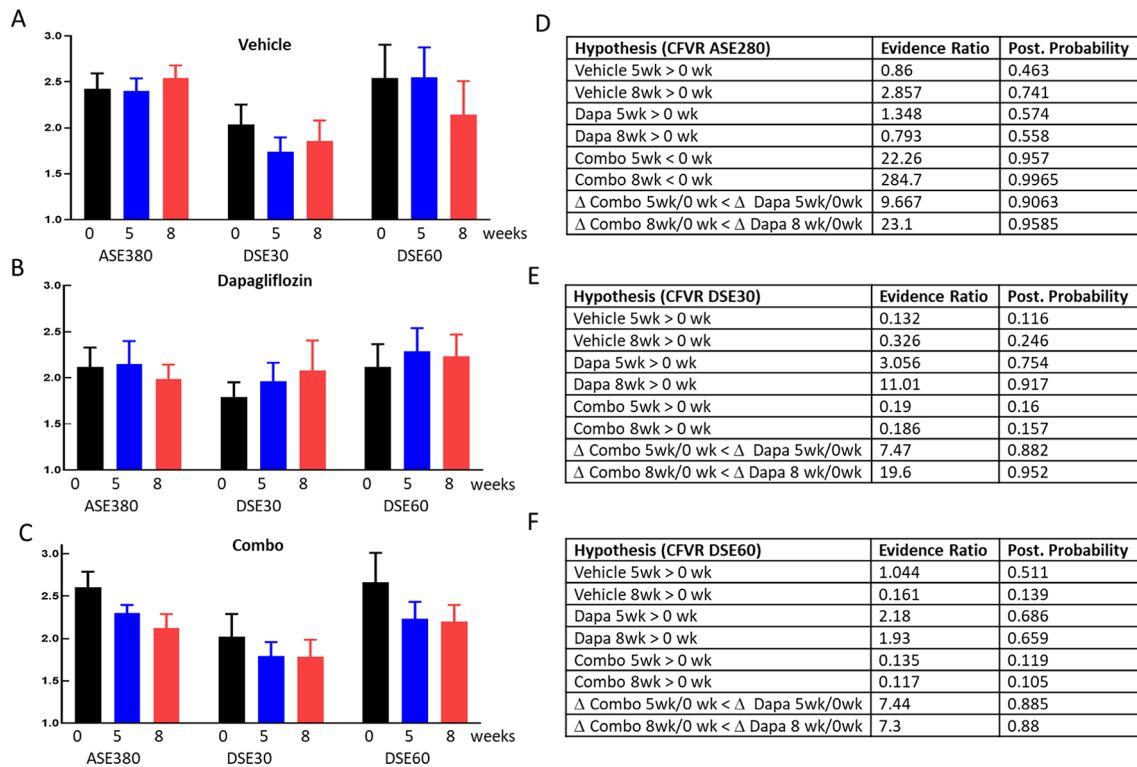 A
Vehicle
3.0
2.5
2.0
1.5
1.0
0 5 8 0 5 8 0 5 8 weeks
ASE380 DSE30 DSE60
B
Dapagliflozin
3.0
2.5
2.0
1.5
1.0
0 5 8 0 5 8 0 5 8 weeks
ASE380 DSE30 DSE60
C
Combo
3.0
2.5
2.0
1.5
1.0
0 5 8 0 5 8 0 5 8 weeks
ASE380 DSE30 DSE60
D
Hypothesis (CFVR ASE280) Evidence Ratio Post. Probability
Vehicle 5wk > 0 wk 0.86 0.463
Vehicle 8wk > 0 wk 2.857 0.741
Dapa 5wk > 0 wk 1.348 0.574
Dapa 8wk > 0 wk 0.793 0.558
Combo 5wk < 0 wk 22.26 0.957
Combo 8wk < 0 wk 284.7 0.9965
Δ Combo 5wk/0 wk < Δ Dapa 5wk/0wk 9.667 0.9063
Δ Combo 8wk/0 wk < Δ Dapa 8 wk/0wk 23.1 0.9585
E
Hypothesis (CFVR DSE30) Evidence Ratio Post. Probability
Vehicle 5wk > 0 wk 0.132 0.116
Vehicle 8wk > 0 wk 0.326 0.246
Dapa 5wk > 0 wk 3.056 0.754
Dapa 8wk > 0 wk 11.01 0.917
Combo 5wk > 0 wk 0.19 0.16
Combo 8wk > 0 wk 0.186 0.157
Δ Combo 5wk/0 wk < Δ Dapa 5wk/0wk 7.47 0.882
Δ Combo 8wk/0 wk < Δ Dapa 8 wk/0wk 19.6 0.952
F
Hypothesis (CFVR DSE60) Evidence Ratio Post. Probability
Vehicle 5wk > 0 wk 1.044 0.511
Vehicle 8wk > 0 wk 0.161 0.139
Dapa 5wk > 0 wk 2.18 0.686
Dapa 8wk > 0 wk 1.93 0.659
Combo 5wk > 0 wk 0.135 0.119
Combo 8wk > 0 wk 0.117 0.105
Δ Combo 5wk/0 wk < Δ Dapa 5wk/0wk 7.44 0.885
Δ Combo 8wk/0 wk < Δ Dapa 8 wk/0wk 7.3 0.88